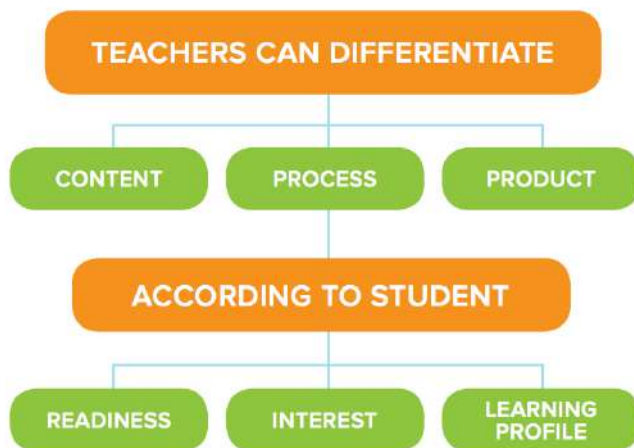 TEACHERS CAN DIFFERENTIATE
CONTENT
PROCESS
PRODUCT
ACCORDING TO STUDENT
READINESS
INTEREST
LEARNING
PROFILE